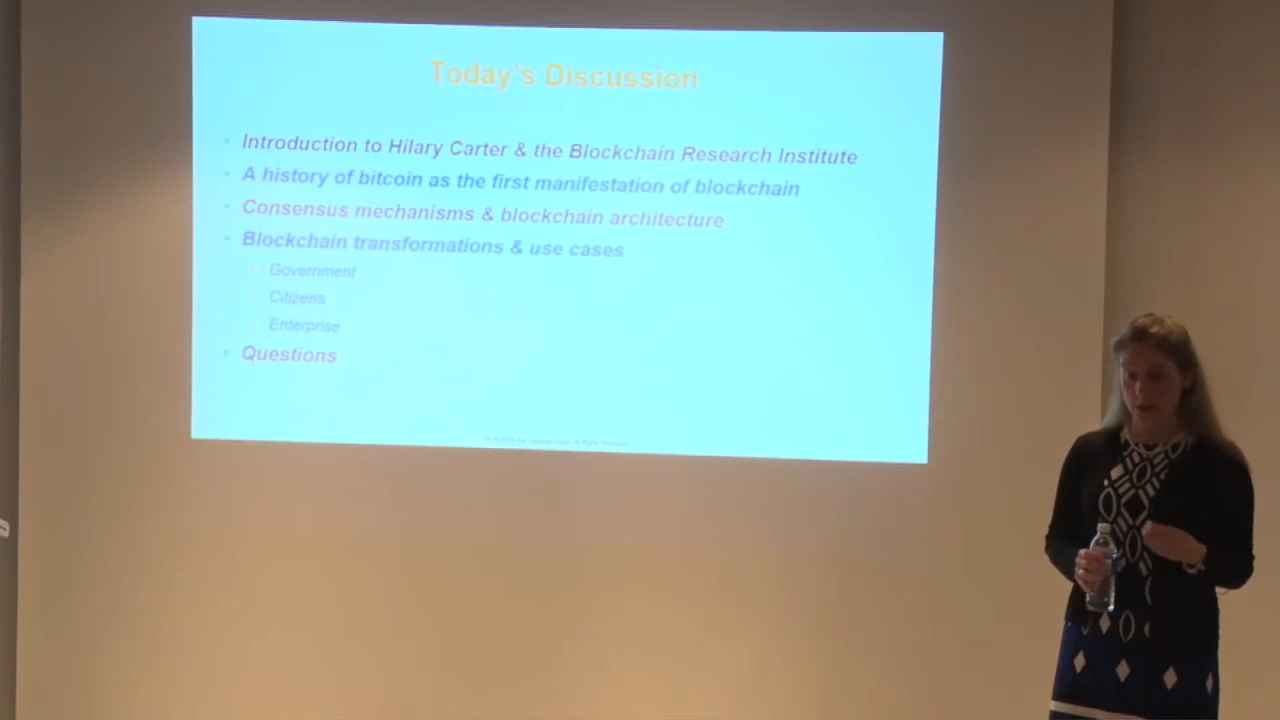 Today's Discussion
• Introduction to Hilary Carter & the Blockchain Research Institute
• A history of bitcoin as the first manifestation of blockchain
• Consensus mechanisms & blockchain architecture
• Blockchain transformations & use cases
• Government
• Citizens
• Enterprise
• Questions